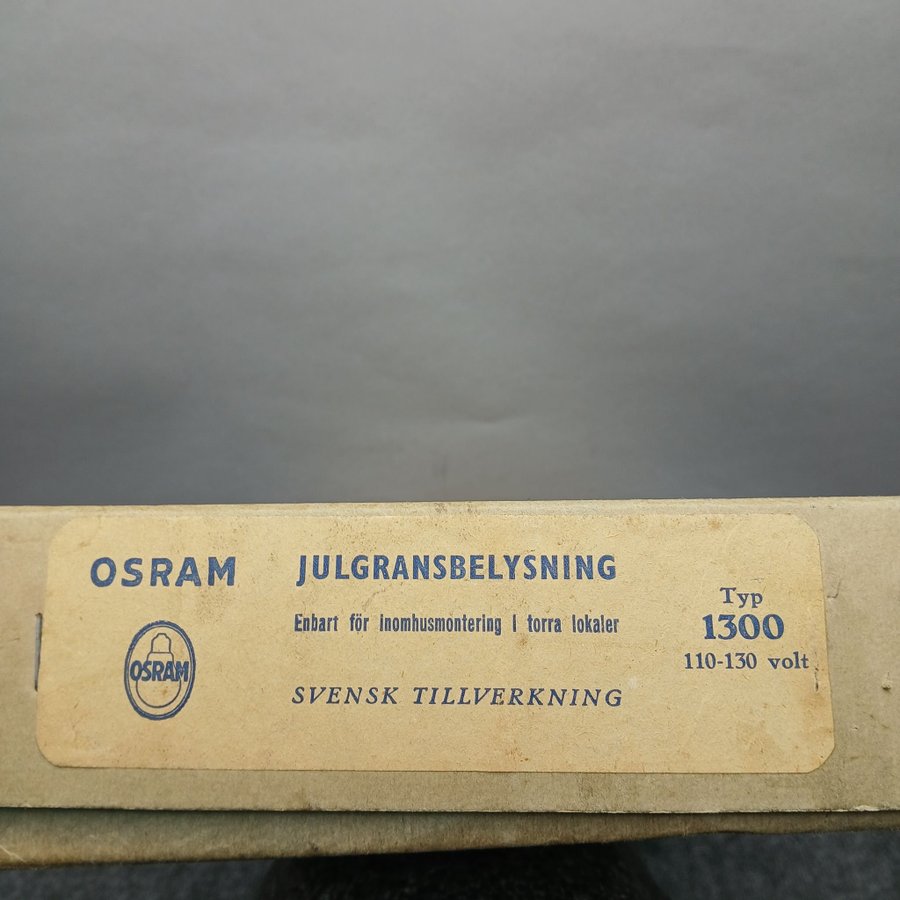 OSRAM
OSRAM
JULGRANSBELYSNING
Enbart för inomhusmontering i torra lokaler
SVENSK TILLVERKNING
Typ
1300
110-130 volt